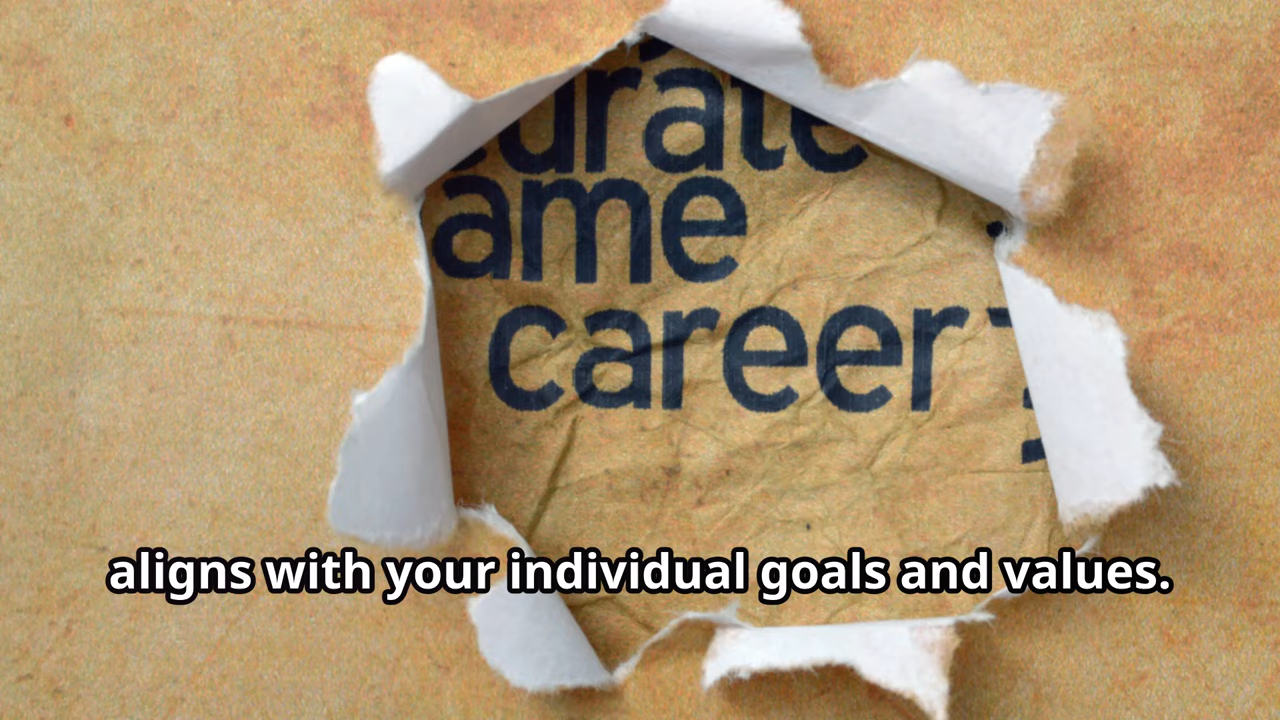 urate
ame
career
aligns with your individual goals and values.